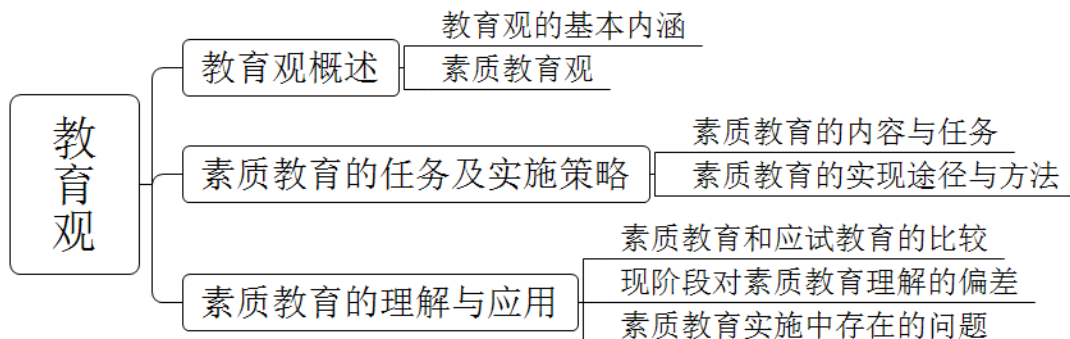 教育观
教育观概述
教育观的基本内涵
素质教育观
素质教育的任务及实施策略
素质教育的内容与任务
素质教育的实现途径与方法
素质教育的理解与应用
素质教育和应试教育的比较
现阶段对素质教育理解的偏差
素质教育实施中存在的问题